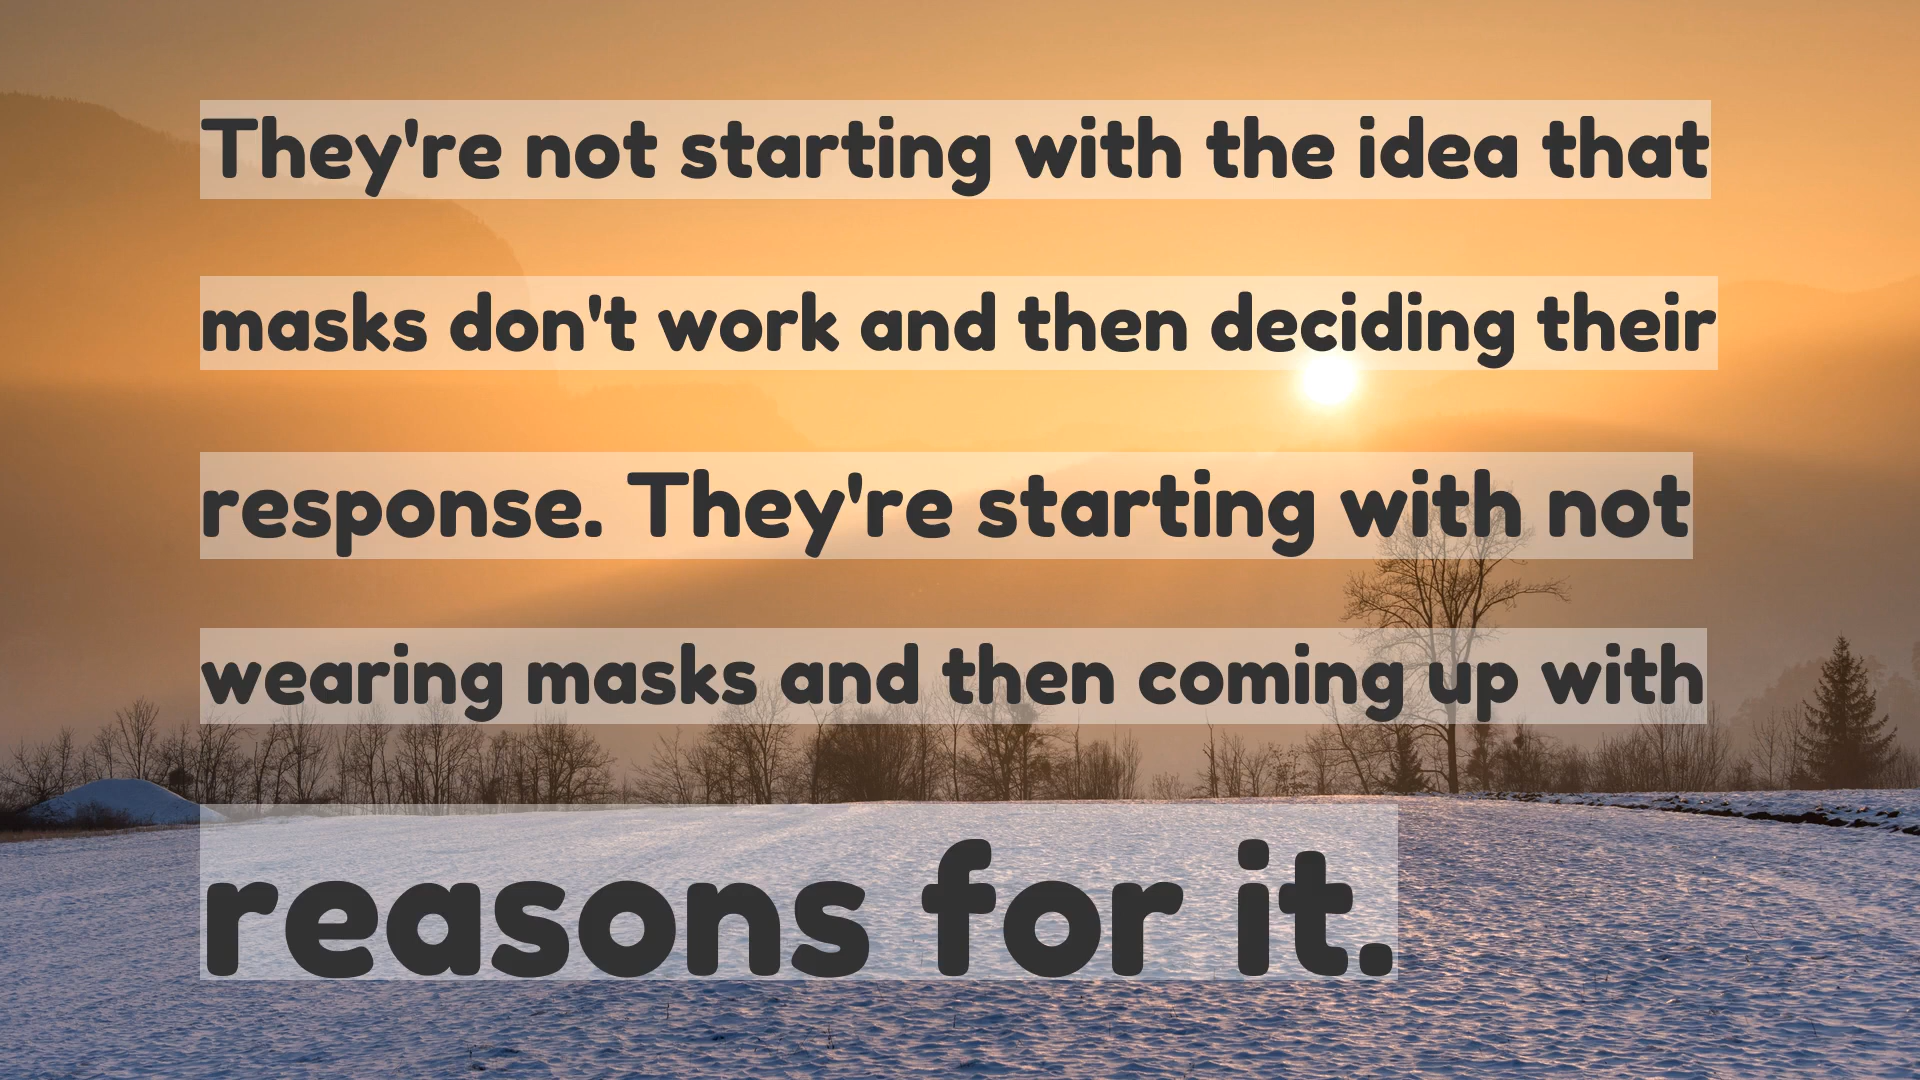 They're not starting with the idea that
masks don't work and then deciding their
response. They're starting with not
wearing masks and then coming up with
reasons for it.